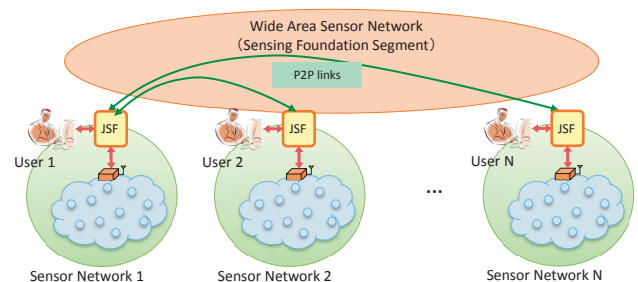 Wide Area Sensor Network
（Sensing Foundation Segment）
P2P links
JSF
JSF
JSF
User 1
User 2
User N
...
Sensor Network 1
Sensor Network 2
Sensor Network N